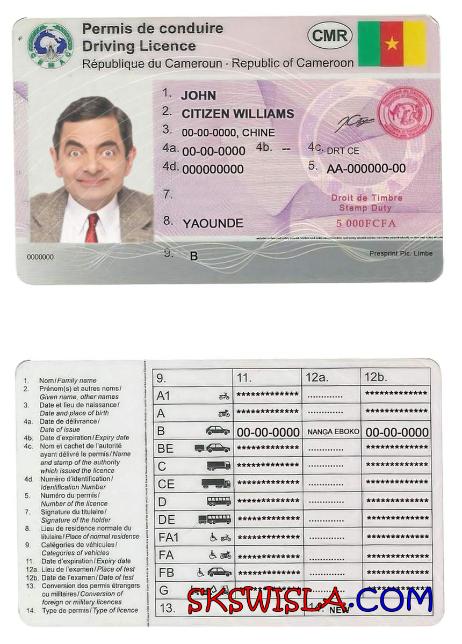 Permis de conduire
Driving Licence
CMR
République du Cameroun - Republic of Cameroon
1. JOHN
2. CITIZEN WILLIAMS
3. 00-00-0000, CHINE
4a. 00-00-0000 4b. -- 4c. DRT CE
4d. 000000000 5. AA-000000-00
7.
Droit de Timbre
Stamp Duty
5 000FCFA
8. YAOUNDE
0000000
9. B
Presprint Plc. Limbe
1. Nom/Family name
2. Prénom(s) et autres noms/
Given name, other names
3. Date et lieu de naissance/
Date and place of birth
4a. Date de délivrance/
Date of issue
4b. Date d'expiration/Expiry date
4c. Nom et cachet de l'autorité
ayant délivré le permis/Name
and stamp of the authority
which issued the licence
4d Numéro d'identification/
Identification Number
5. Numéro du permis/
Number of the licence
7. Signature du titulaire/
Signature of the holder
8. Lieu de residence normale du
titulaire/Place of normal residence
9. Catégories de véhicules/
Categories of vehicles
11. Date d'expiration/Expiry date
12a. Lieu de l'examen/Place of test
12b. Date de l'examen/Date of test
13. Conversion des permis étrangers
ou militaires/Conversion of
foreign or military licences
14. Type de permis/Type of licence
9. 11. 12a. 12b.
A1 ************* ............. *************
A ************* ............. *************
B 00-00-0000 NANGA EBOKO 00-00-0000
BE ************* ............. *************
C ************* ............. *************
CE ************* ............. *************
D ************* ............. *************
DE ************* ............. *************
FA1 ************* ............. *************
FA ************* ............. *************
FB ************* ............. *************
G ************* ............. *************
13. 14. NEW
SKSWISLA.COM